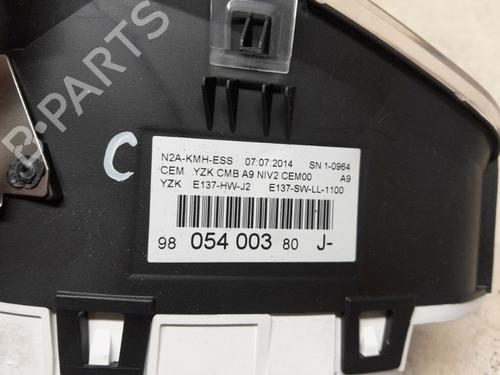 C
N2A-KMH-ESS 07.07.2014 SN 1-0964
CEM YZK CMB A9 NIV2 CEM00 A9
YZK E137-HW-J2 E137-SW-LL-1100
98 054 003 80 J-
B-PARTS